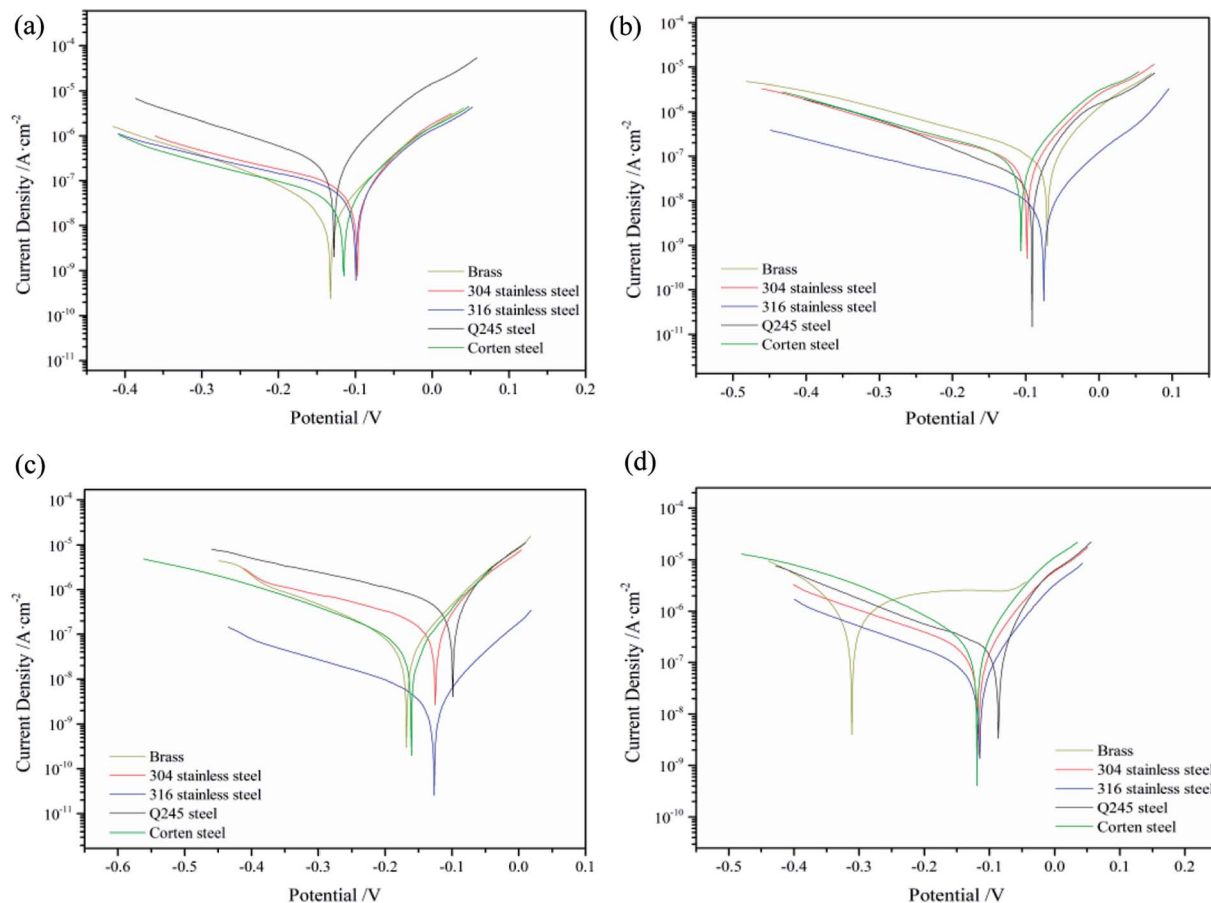 (a)
10⁻⁴
10⁻⁵
10⁻⁶
10⁻⁷
10⁻⁸
10⁻⁹
10⁻¹⁰
10⁻¹¹
Current Density /A·cm⁻²
Brass
304 stainless steel
316 stainless steel
Q245 steel
Corten steel
-0.4 -0.3 -0.2 -0.1 0.0 0.1 0.2
Potential /V
(b)
10⁻⁴
10⁻⁵
10⁻⁶
10⁻⁷
10⁻⁸
10⁻⁹
10⁻¹⁰
10⁻¹¹
Current Density /A·cm⁻²
Brass
304 stainless steel
316 stainless steel
Q245 steel
Corten steel
-0.5 -0.4 -0.3 -0.2 -0.1 0.0 0.1
Potential /V
(c)
10⁻⁴
10⁻⁵
10⁻⁶
10⁻⁷
10⁻⁸
10⁻⁹
10⁻¹⁰
10⁻¹¹
Current Density /A·cm⁻²
Brass
304 stainless steel
316 stainless steel
Q245 steel
Corten steel
-0.6 -0.5 -0.4 -0.3 -0.2 -0.1 0.0 0.1
Potential /V
(d)
10⁻⁴
10⁻⁵
10⁻⁶
10⁻⁷
10⁻⁸
10⁻⁹
10⁻¹⁰
Current Density /A·cm⁻²
Brass
304 stainless steel
316 stainless steel
Q245 steel
Corten steel
-0.5 -0.4 -0.3 -0.2 -0.1 0.0 0.1 0.2
Potential /V